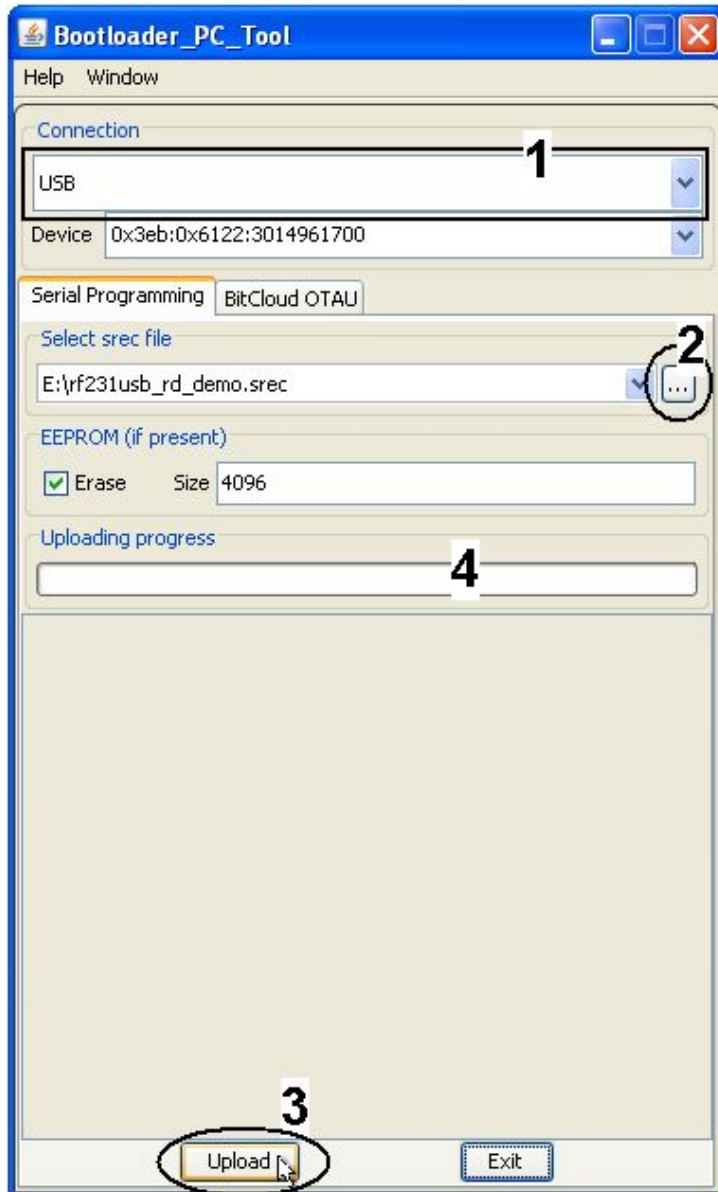 Bootloader_PC_Tool
Help Window
Connection
1
USB
Device 0x3eb:0x6122:3014961700
Serial Programming BitCloud OTAU
Select srec file
2
E:\rf231usb_rd_demo.srec ...
EEPROM (if present)
Erase Size 4096
Uploading progress
4
3
Upload Exit